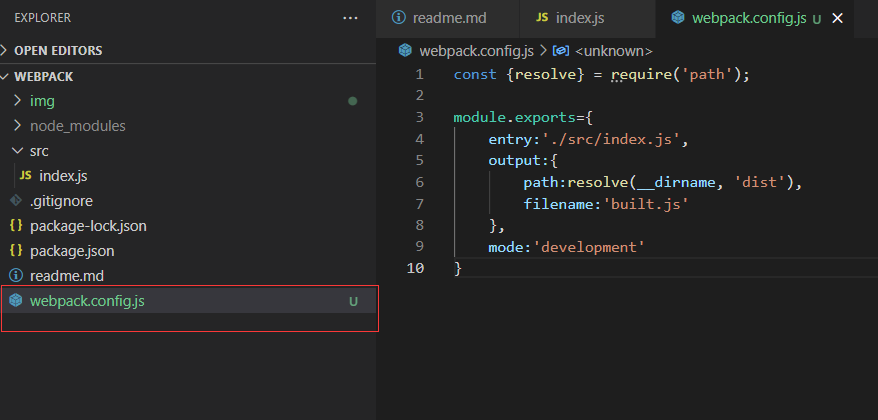 EXPLORER ...
OPEN EDITORS
WEBPACK
img
node_modules
src
JS index.js
.gitignore
{} package-lock.json
{} package.json
readme.md
webpack.config.js U
readme.md JS index.js webpack.config.js U
webpack.config.js > <unknown>
1 const {resolve} = require('path');
2
3 module.exports={
4 entry:'./src/index.js',
5 output:{
6 path:resolve(__dirname, 'dist'),
7 filename:'built.js'
8 },
9 mode:'development'
10 }